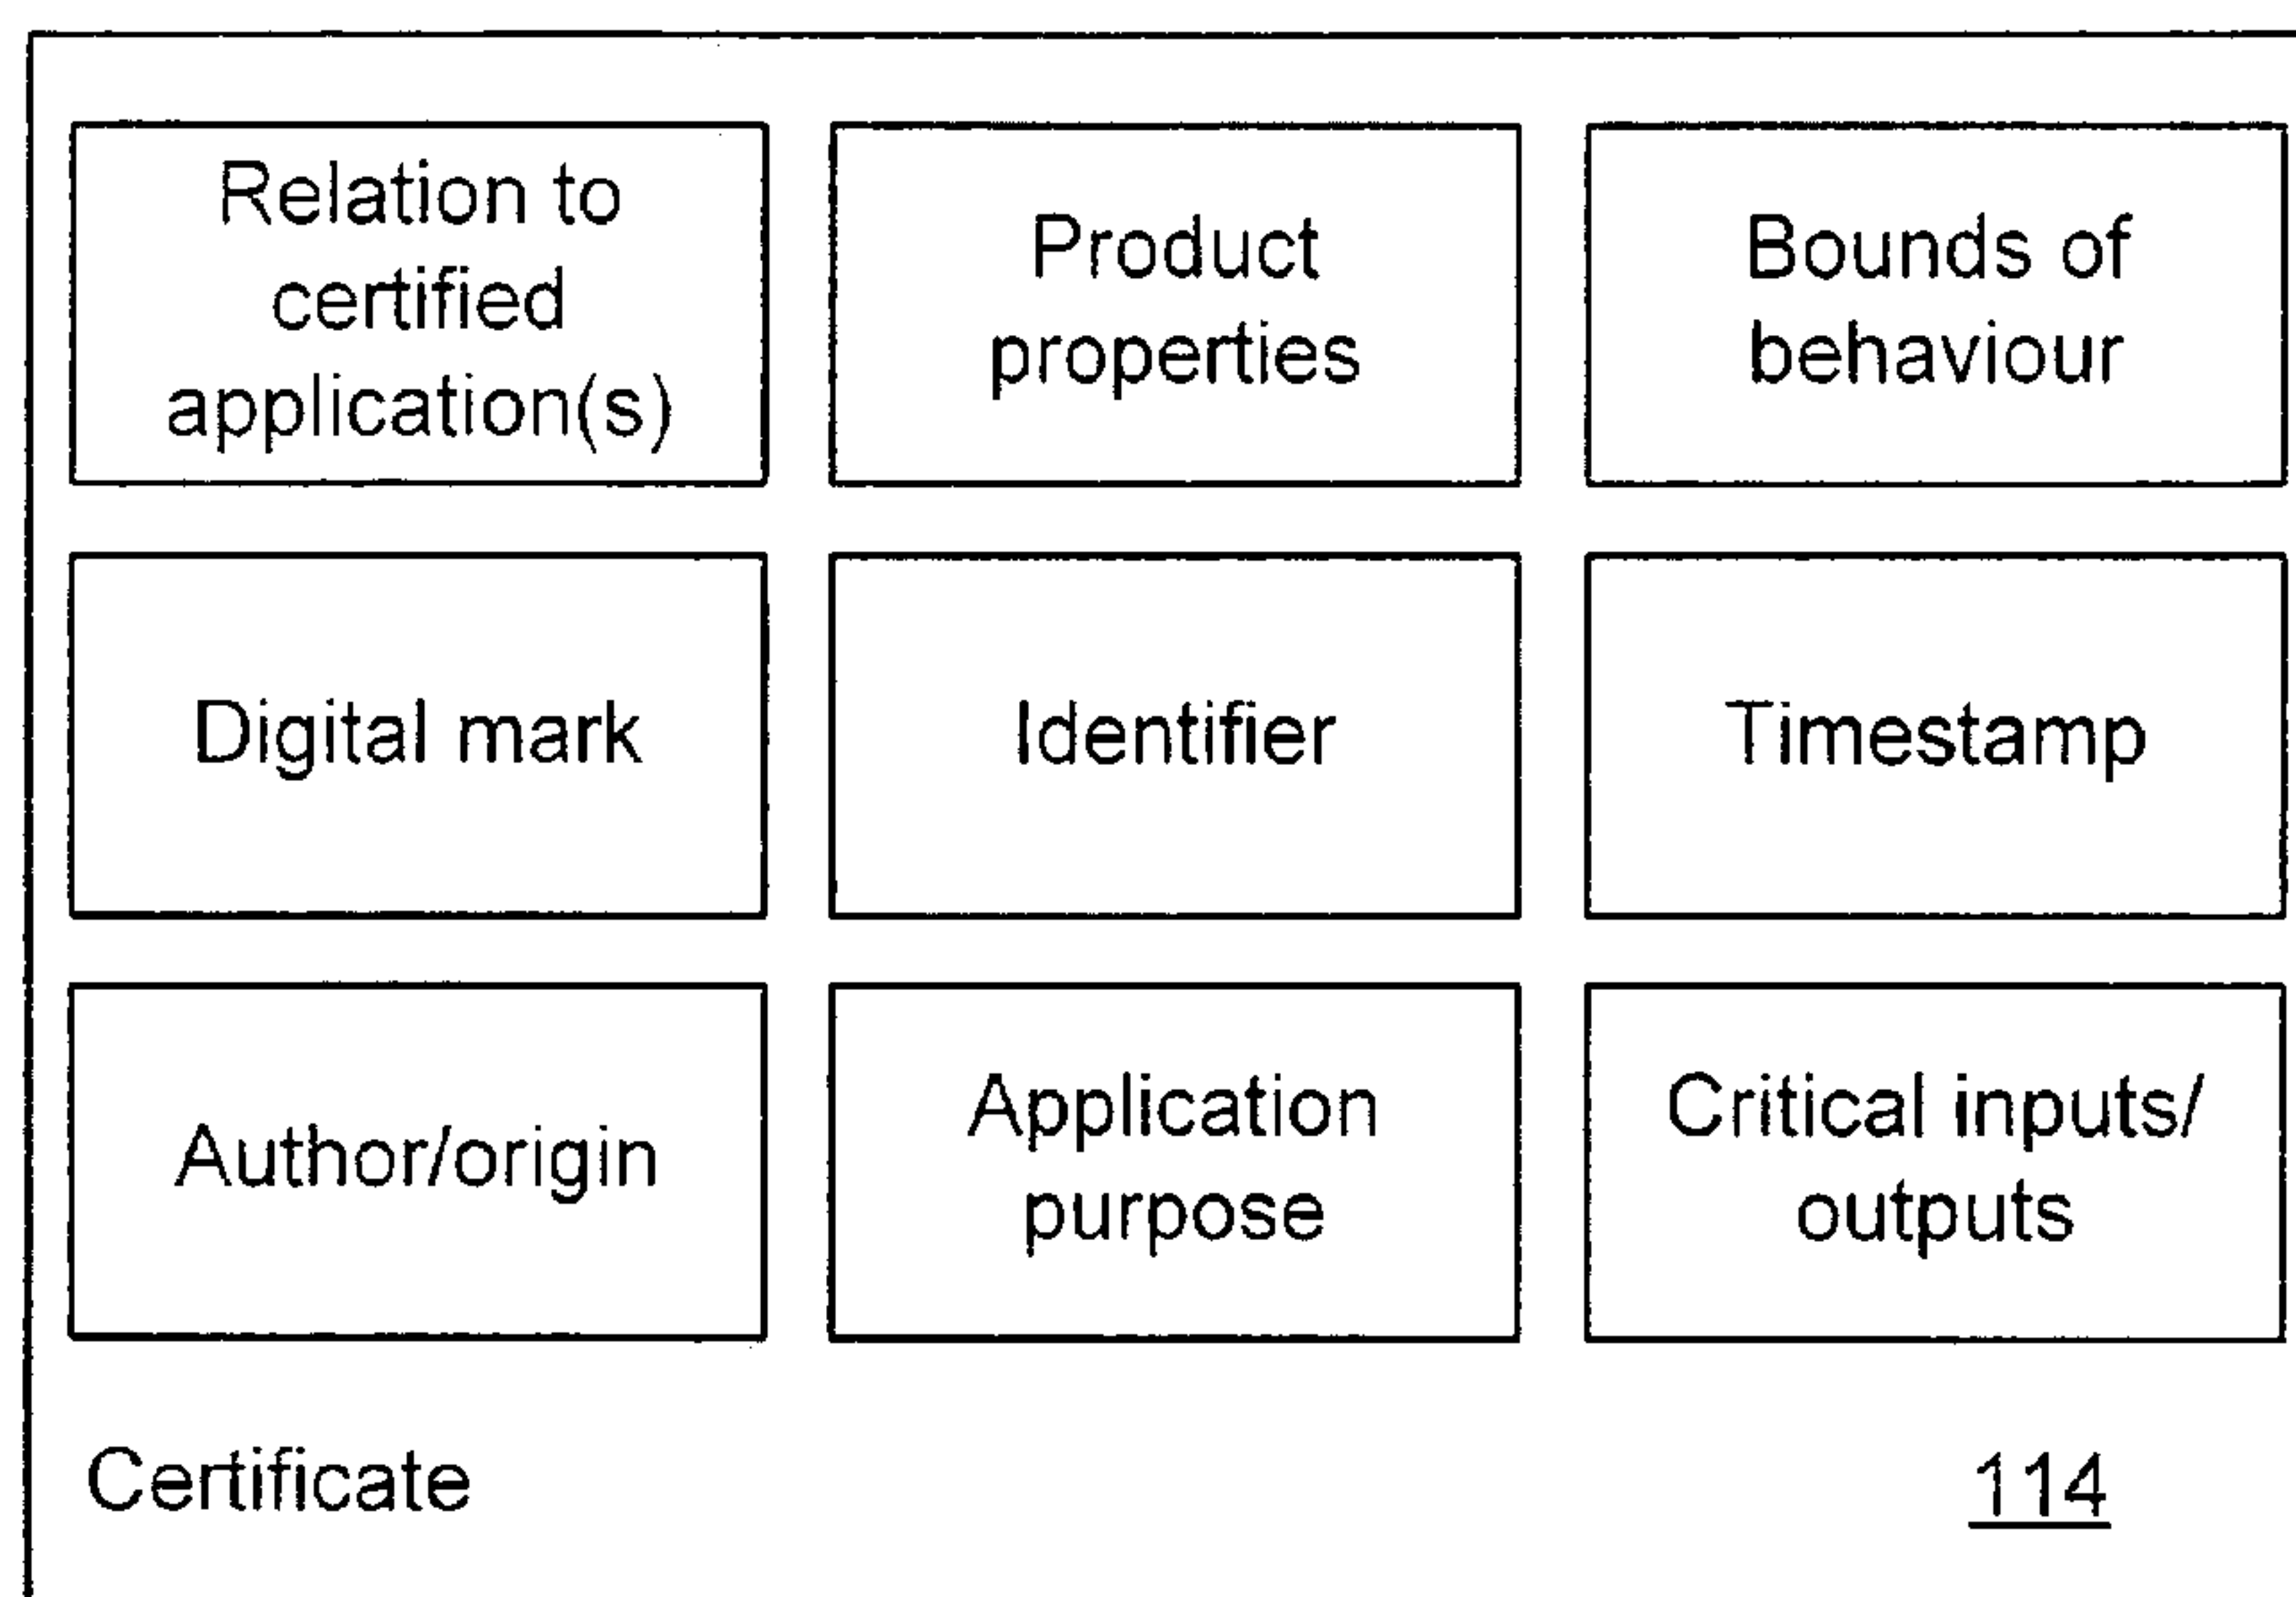 Relation to
certified
application(s)
Product
properties
Bounds of
behaviour
Digital mark
Identifier
Timestamp
Author/origin
Application
purpose
Critical inputs/
outputs
Certificate
114